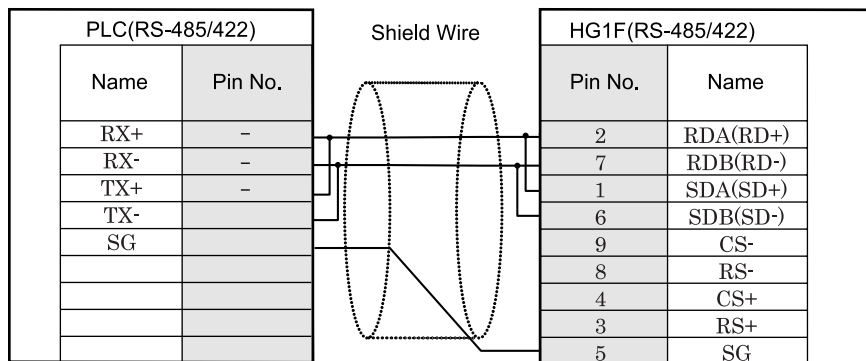 PLC(RS-485/422) Shield Wire HG1F(RS-485/422)
Name Pin No. Pin No. Name
RX+ - 2 RDA(RD+)
RX- - 7 RDB(RD-)
TX+ - 1 SDA(SD+)
TX- 6 SDB(SD-)
SG 9 CS-
8 RS-
4 CS+
3 RS+
5 SG